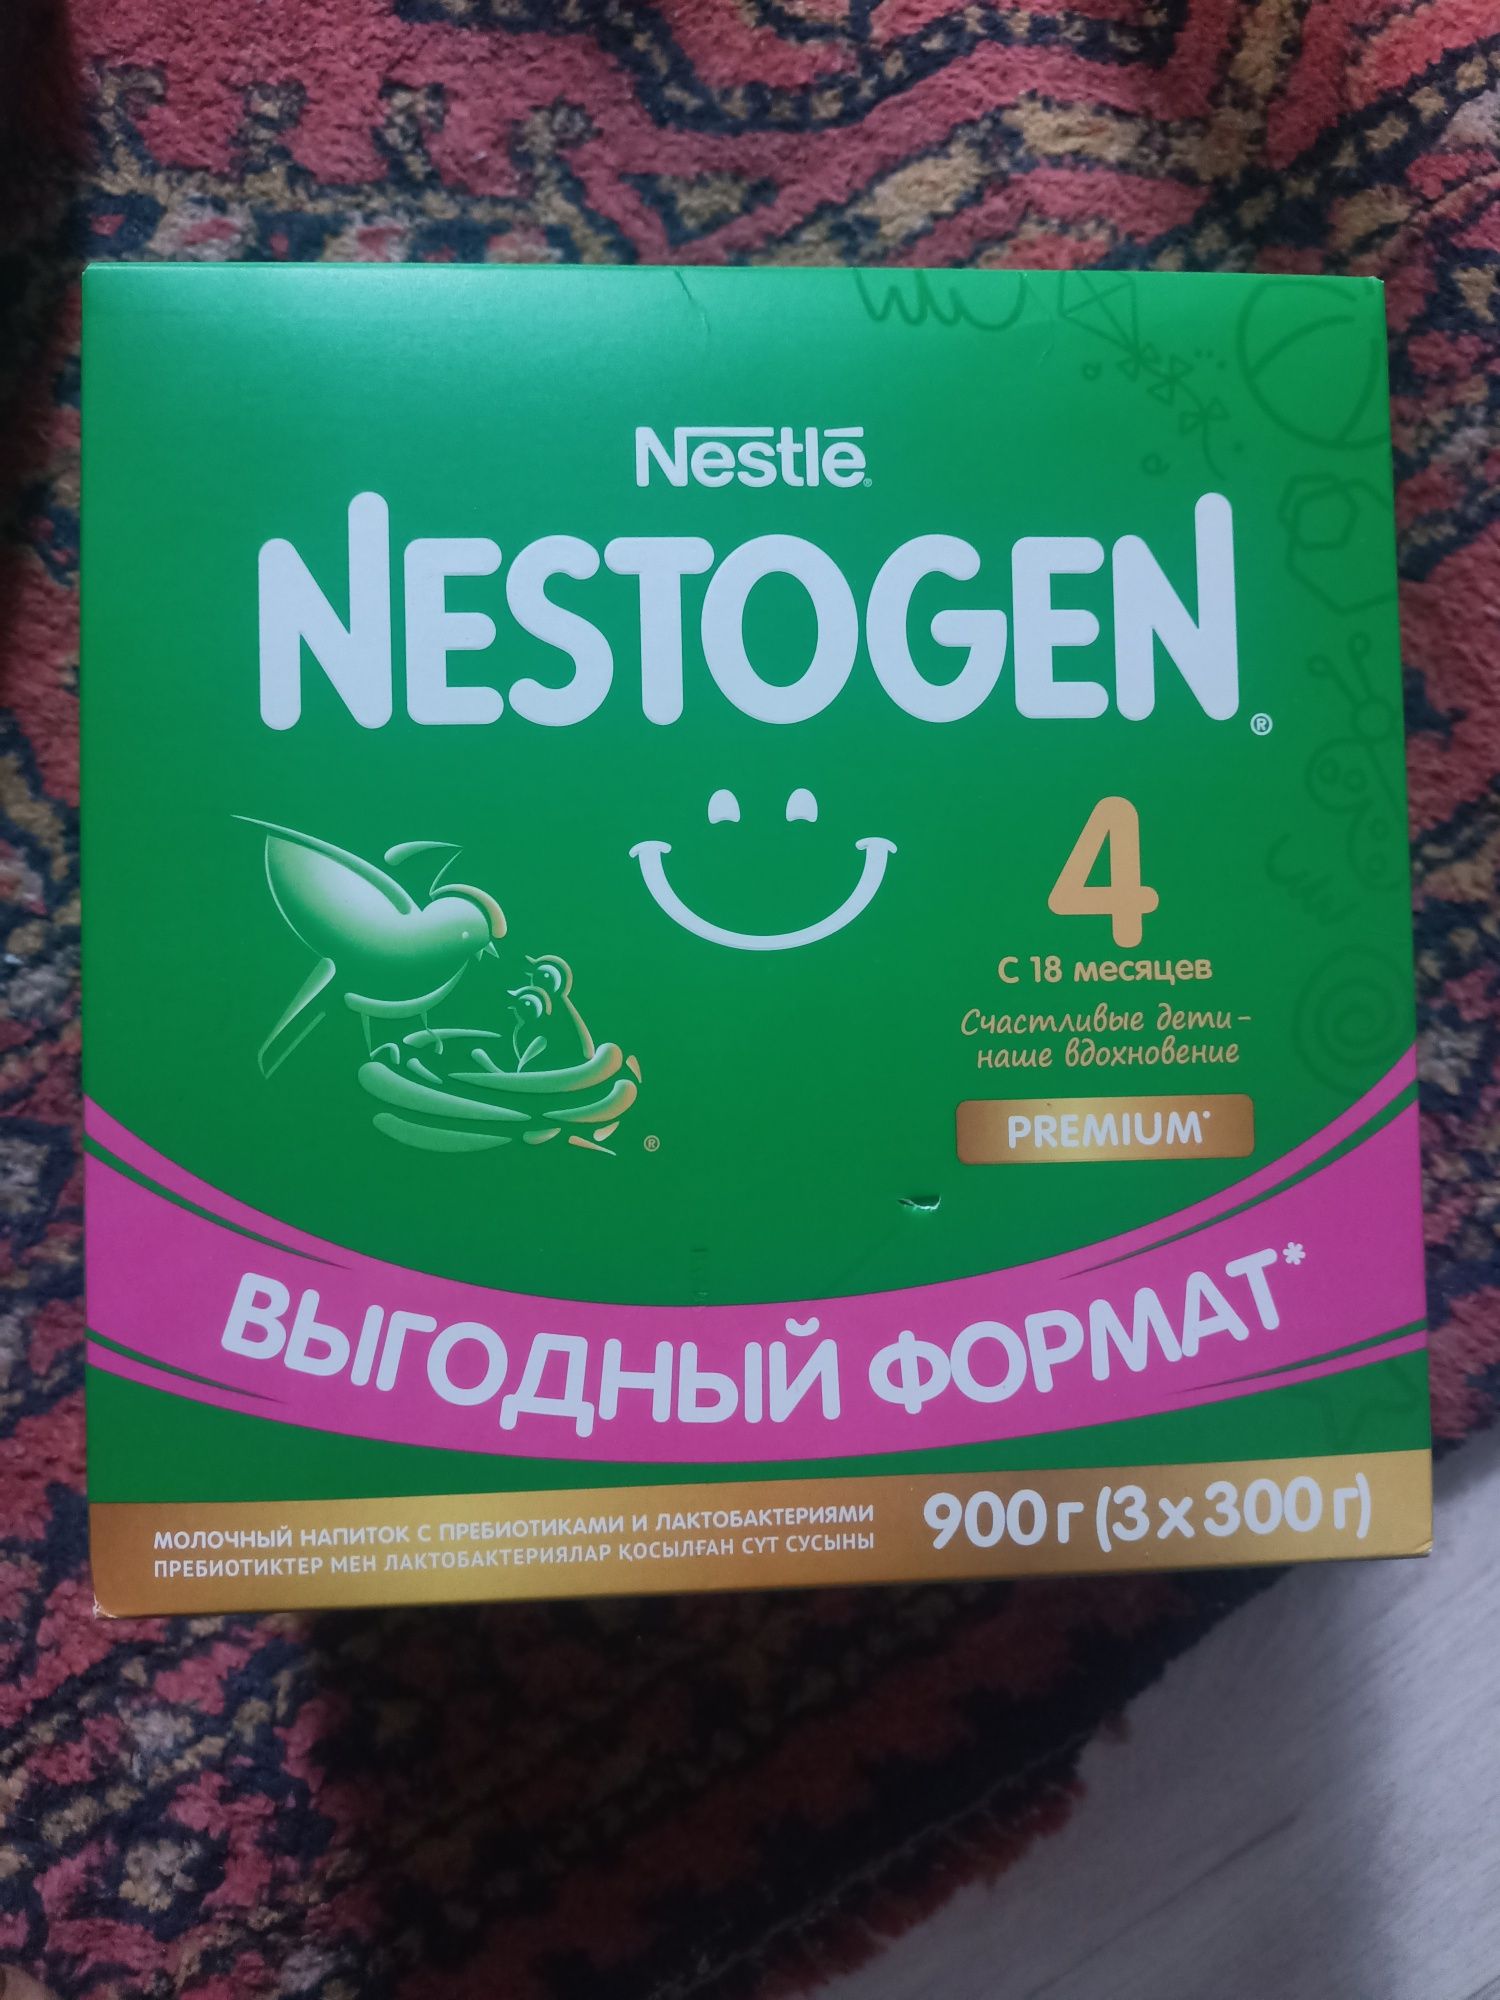 Nestlé®
NESTOGEN®
4
С 18 месяцев
Счастливые дети -
наше вдохновение
PREMIUM*
ВЫГОДНЫЙ ФОРМАТ*
МОЛОЧНЫЙ НАПИТОК С ПРЕБИОТИКАМИ И ЛАКТОБАКТЕРИЯМИ
ПРЕБИОТИКТЕР МЕН ЛАКТОБАКТЕРИЯЛАР ҚОСЫЛҒАН СҮТ СУСЫНЫ
900 г (3 x 300 г)